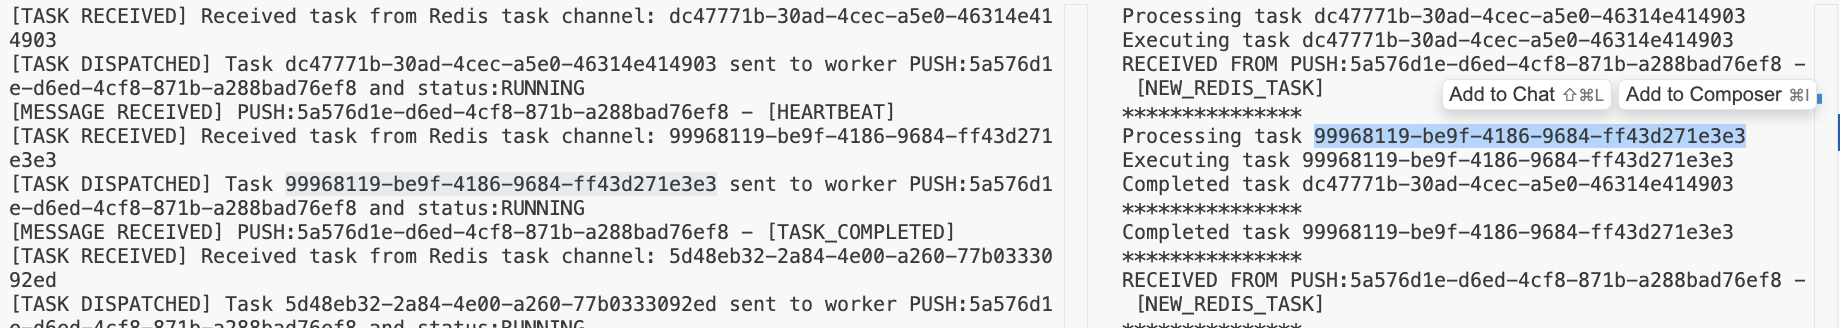 [TASK RECEIVED] Received task from Redis task channel: dc47771b-30ad-4cec-a5e0-46314e41
4903
[TASK DISPATCHED] Task dc47771b-30ad-4cec-a5e0-46314e414903 sent to worker PUSH:5a576d1
e-d6ed-4cf8-871b-a288bad76ef8 and status:RUNNING
[MESSAGE RECEIVED] PUSH:5a576d1e-d6ed-4cf8-871b-a288bad76ef8 – [HEARTBEAT]
[TASK RECEIVED] Received task from Redis task channel: 99968119-be9f-4186-9684-ff43d271
e3e3
[TASK DISPATCHED] Task 99968119-be9f-4186-9684-ff43d271e3e3 sent to worker PUSH:5a576d1
e-d6ed-4cf8-871b-a288bad76ef8 and status:RUNNING
[MESSAGE RECEIVED] PUSH:5a576d1e-d6ed-4cf8-871b-a288bad76ef8 – [TASK_COMPLETED]
[TASK RECEIVED] Received task from Redis task channel: 5d48eb32-2a84-4e00-a260-77b03330
92ed
[TASK DISPATCHED] Task 5d48eb32-2a84-4e00-a260-77b0333092ed sent to worker PUSH:5a576d1
e-d6ed-4cf8-871b-a288bad76ef8 and status:RUNNING
Processing task dc47771b-30ad-4cec-a5e0-46314e414903
Executing task dc47771b-30ad-4cec-a5e0-46314e414903
RECEIVED FROM PUSH:5a576d1e-d6ed-4cf8-871b-a288bad76ef8 –
[NEW_REDIS_TASK]
Add to Chat ⇧⌘L Add to Composer ⌘I
***************
Processing task 99968119-be9f-4186-9684-ff43d271e3e3
Executing task 99968119-be9f-4186-9684-ff43d271e3e3
Completed task dc47771b-30ad-4cec-a5e0-46314e414903
***************
Completed task 99968119-be9f-4186-9684-ff43d271e3e3
***************
RECEIVED FROM PUSH:5a576d1e-d6ed-4cf8-871b-a288bad76ef8 –
[NEW_REDIS_TASK]
***************